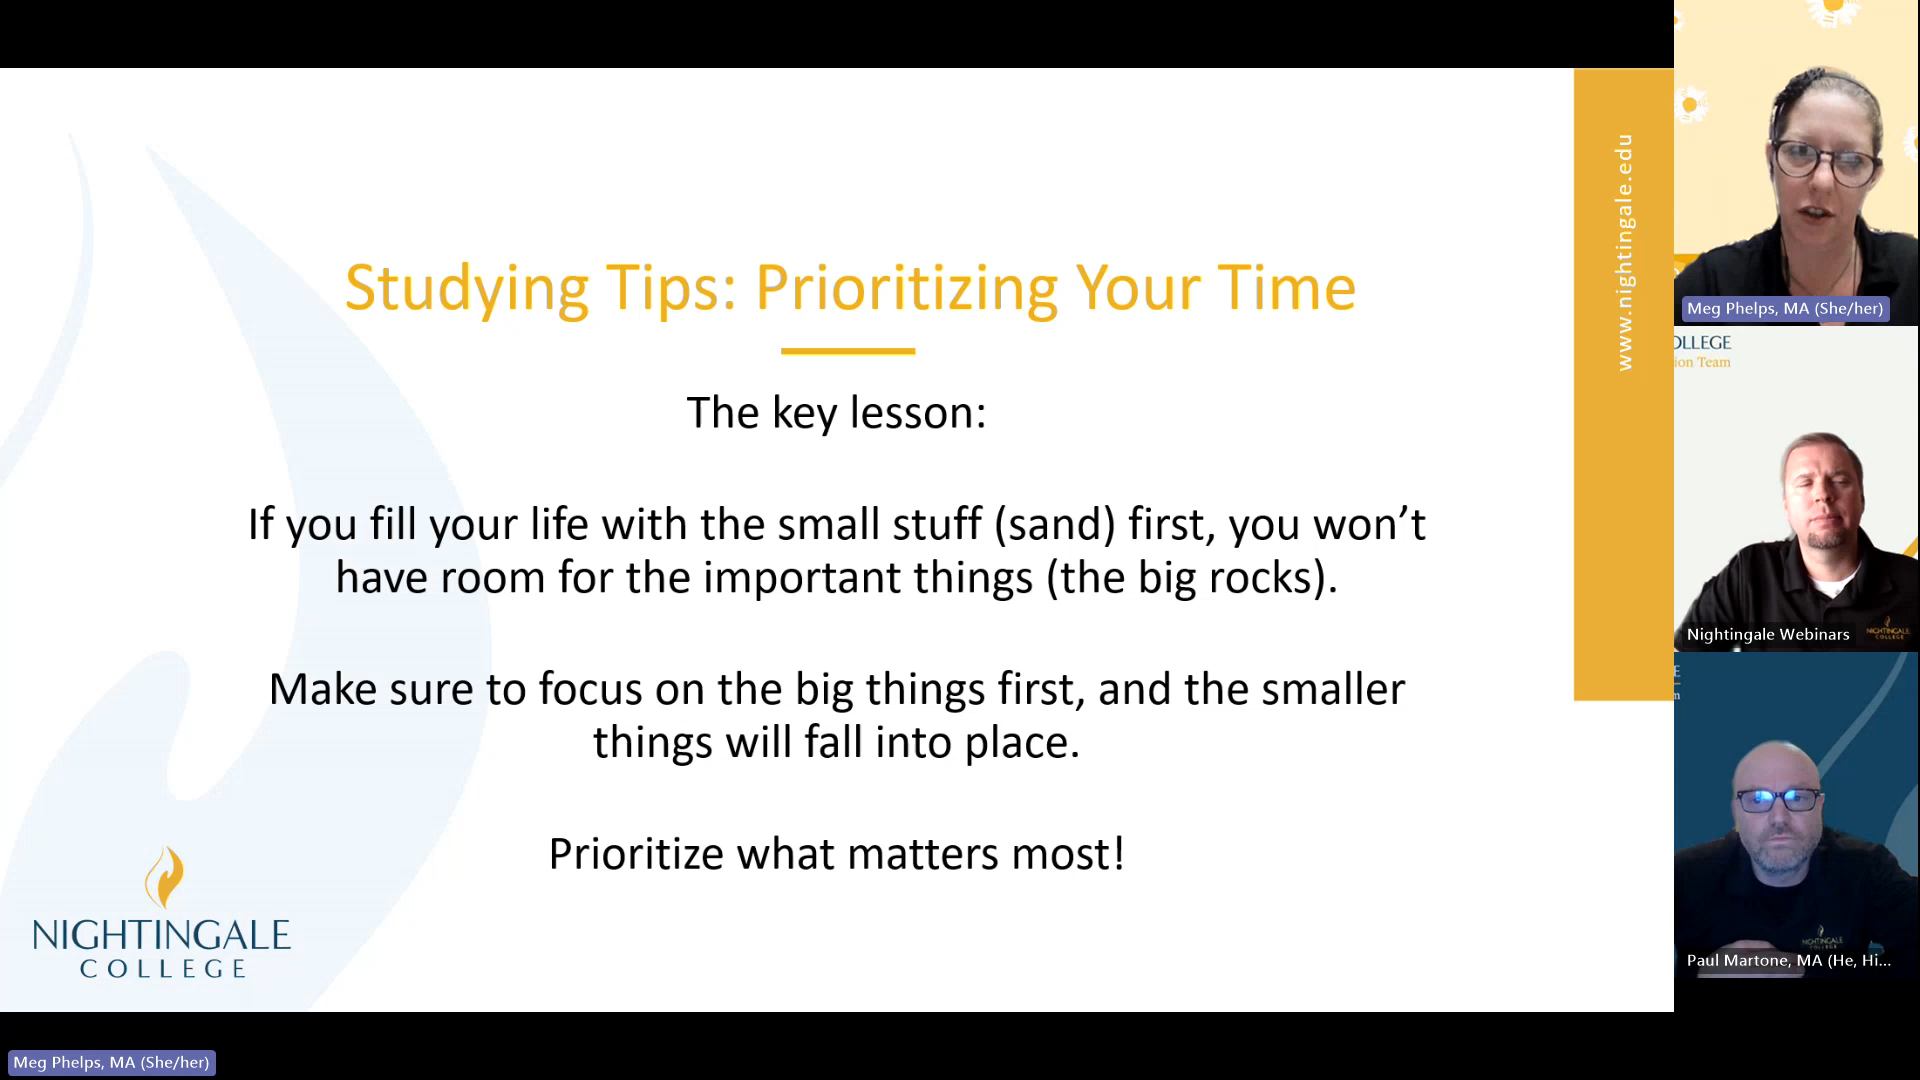 Studying Tips: Prioritizing Your Time
The key lesson:
If you fill your life with the small stuff (sand) first, you won’t
have room for the important things (the big rocks).
Make sure to focus on the big things first, and the smaller
things will fall into place.
Prioritize what matters most!
NIGHTINGALE
COLLEGE
www.nightingale.edu
Meg Phelps, MA (She/her)
OLLEGE
ion Team
NIGHTINGALE
COLLEGE
Nightingale Webinars
E
m
NIGHTINGALE
COLLEGE
Paul Martone, MA (He, Hi...
Meg Phelps, MA (She/her)